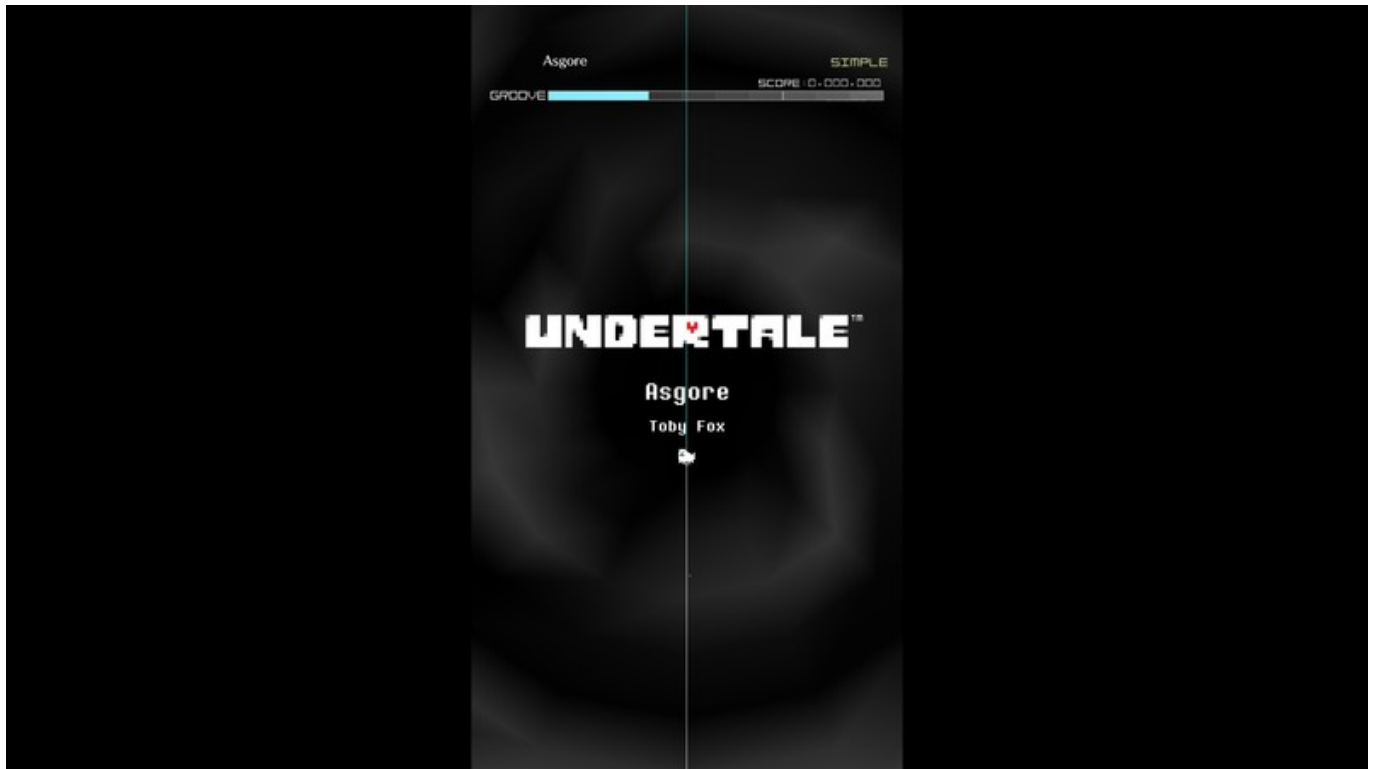 Asgore
SIMPLE
SCORE:0,000,000
GROOVE
UNDERTALE™
Asgore
Toby Fox